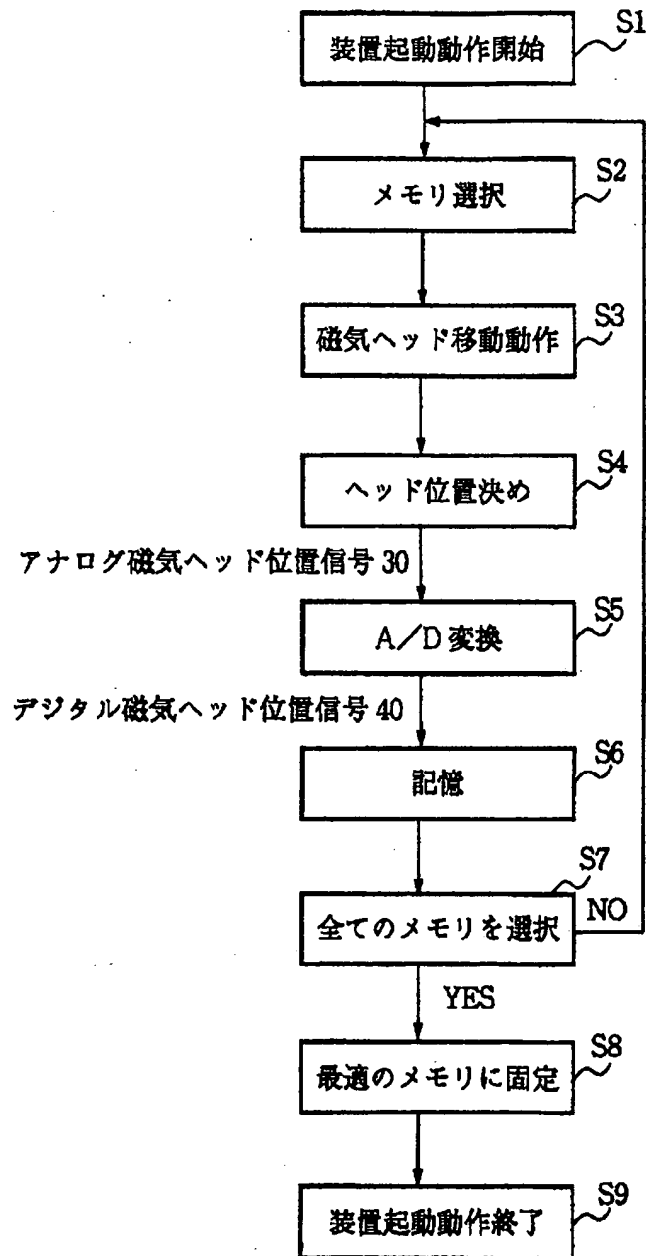 装置起動動作開始
S1
メモリ選択
S2
磁気ヘッド移動動作
S3
ヘッド位置決め
S4
アナログ磁気ヘッド位置信号 30
A/D 変換
S5
デジタル磁気ヘッド位置信号 40
記憶
S6
全てのメモリを選択
S7
NO
YES
最適のメモリに固定
S8
装置起動動作終了
S9